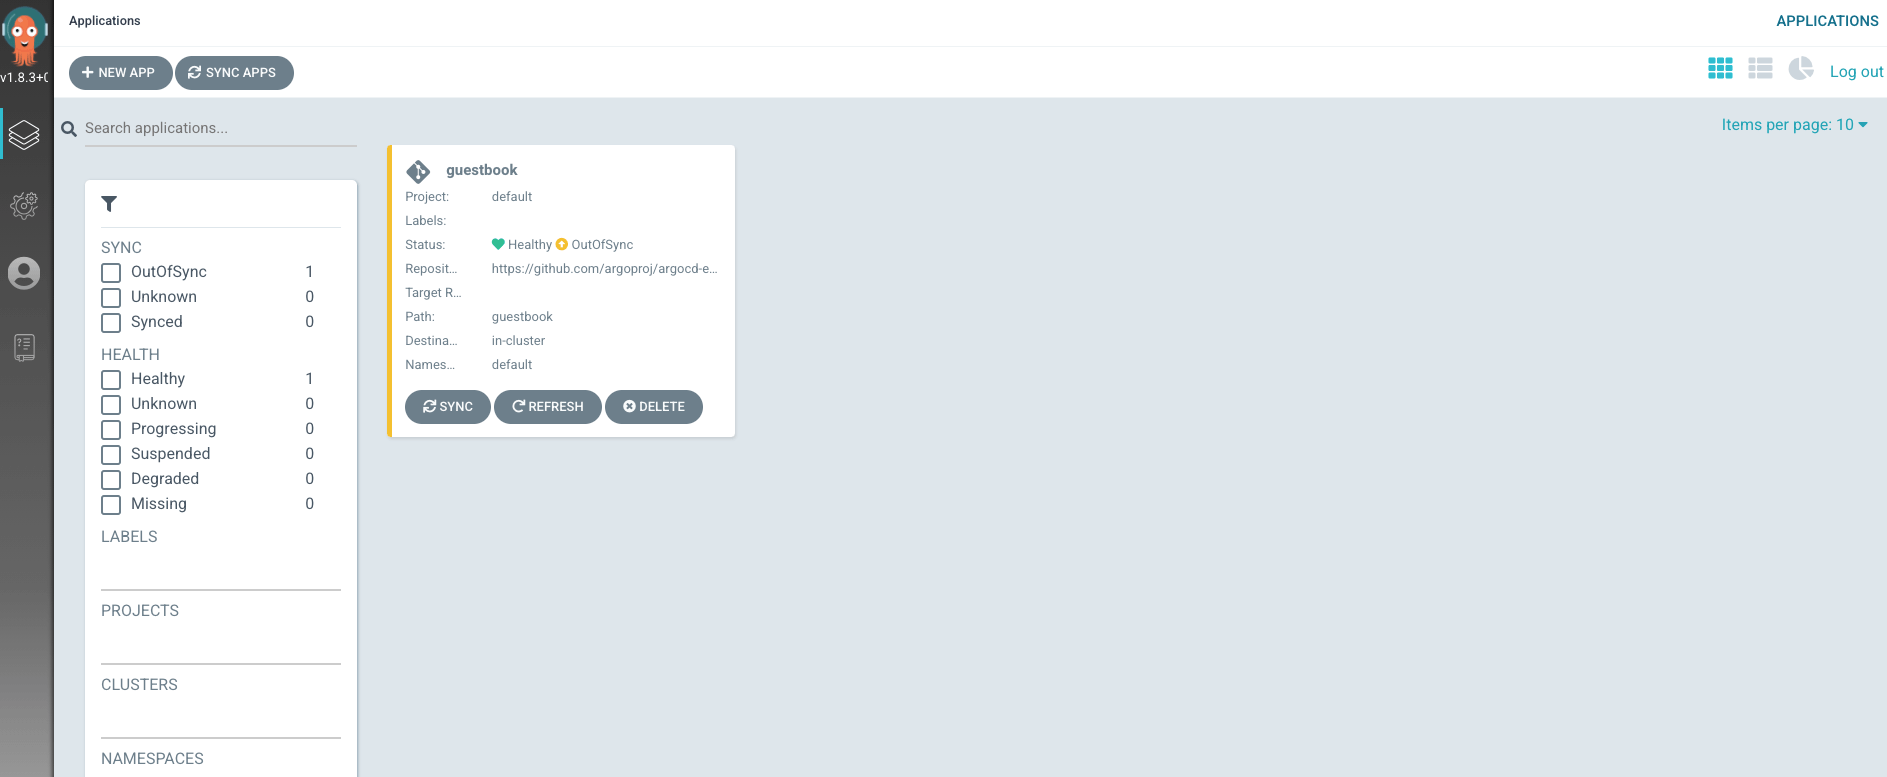 Applications
APPLICATIONS
v1.8.3+0
NEW APP
SYNC APPS
Log out
Search applications...
Items per page: 10
SYNC
OutOfSync 1
Unknown 0
Synced 0
HEALTH
Healthy 1
Unknown 0
Progressing 0
Suspended 0
Degraded 0
Missing 0
LABELS
PROJECTS
CLUSTERS
NAMESPACES
guestbook
Project: default
Labels:
Status: Healthy OutOfSync
Reposit... https://github.com/argoproj/argocd-e...
Target R...
Path: guestbook
Destina... in-cluster
Names... default
SYNC REFRESH DELETE